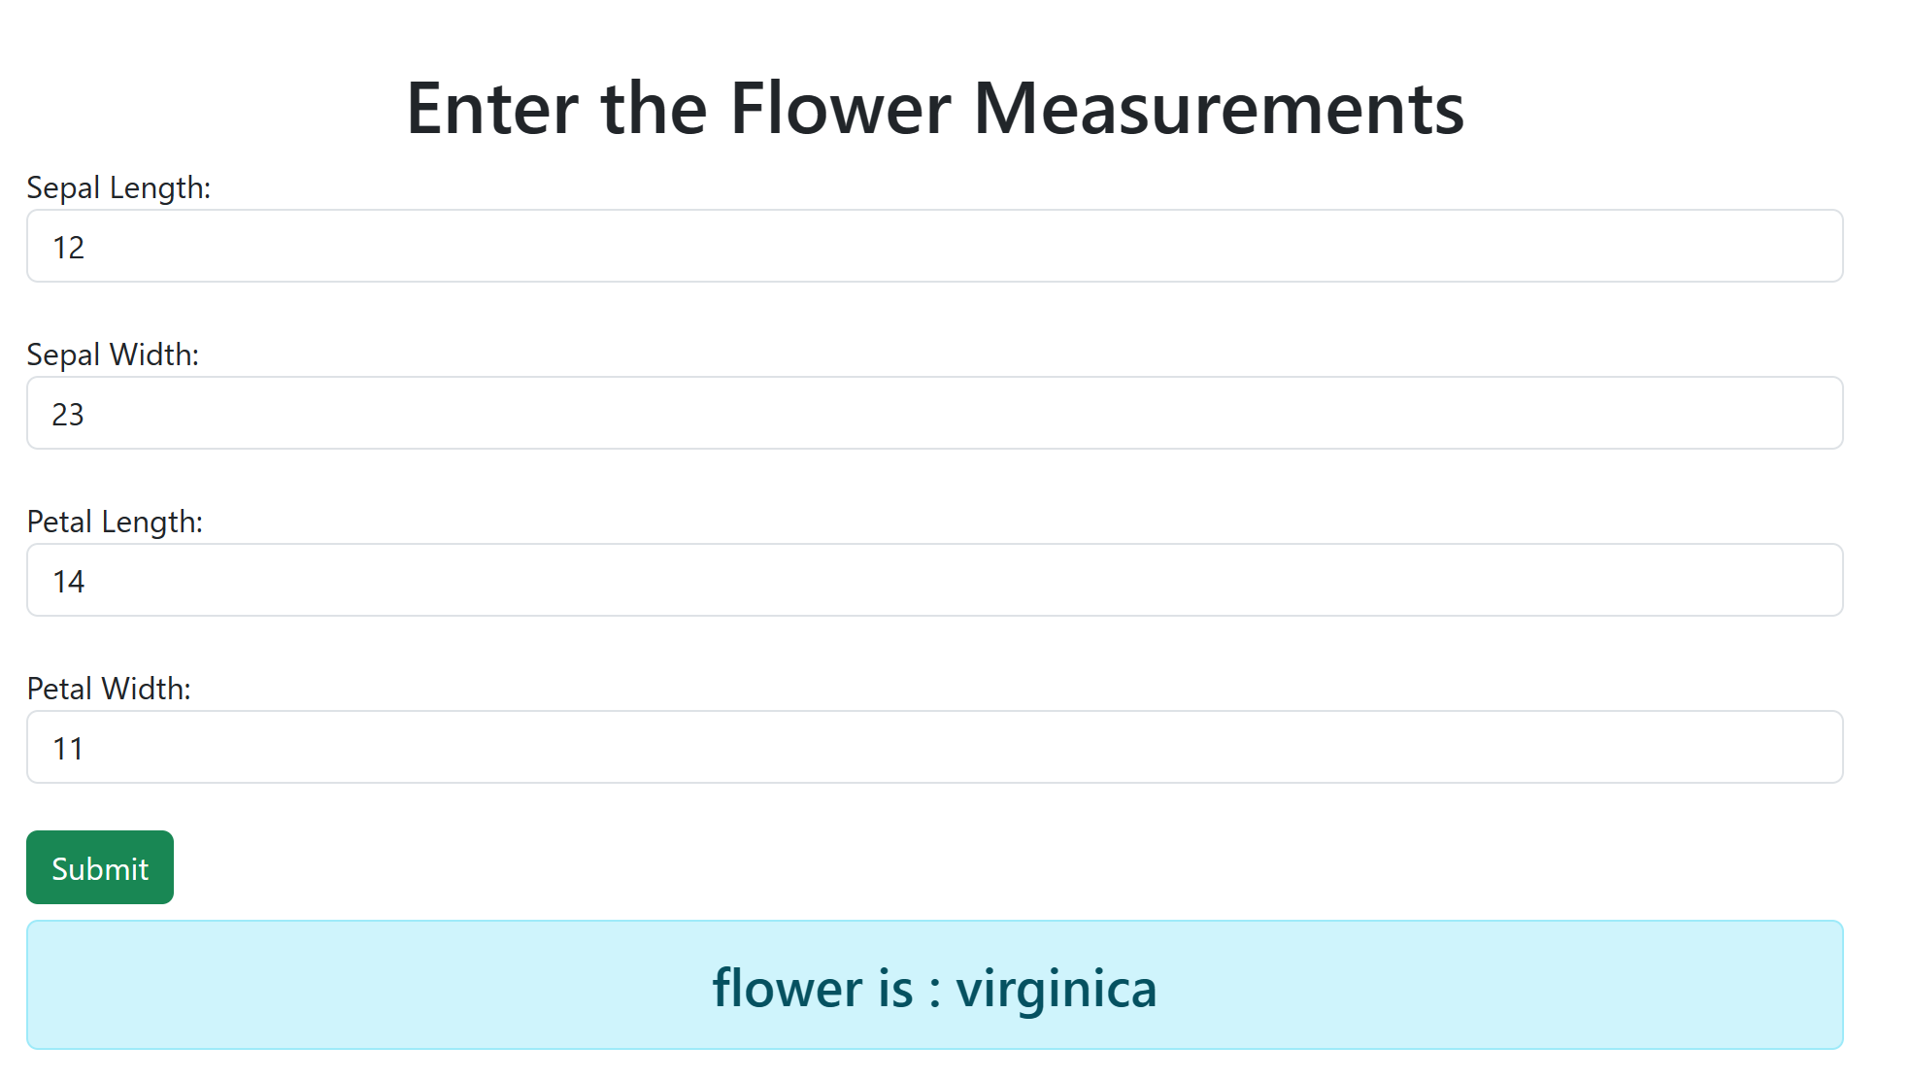 Enter the Flower Measurements
Sepal Length:
12
Sepal Width:
23
Petal Length:
14
Petal Width:
11
Submit
flower is : virginica